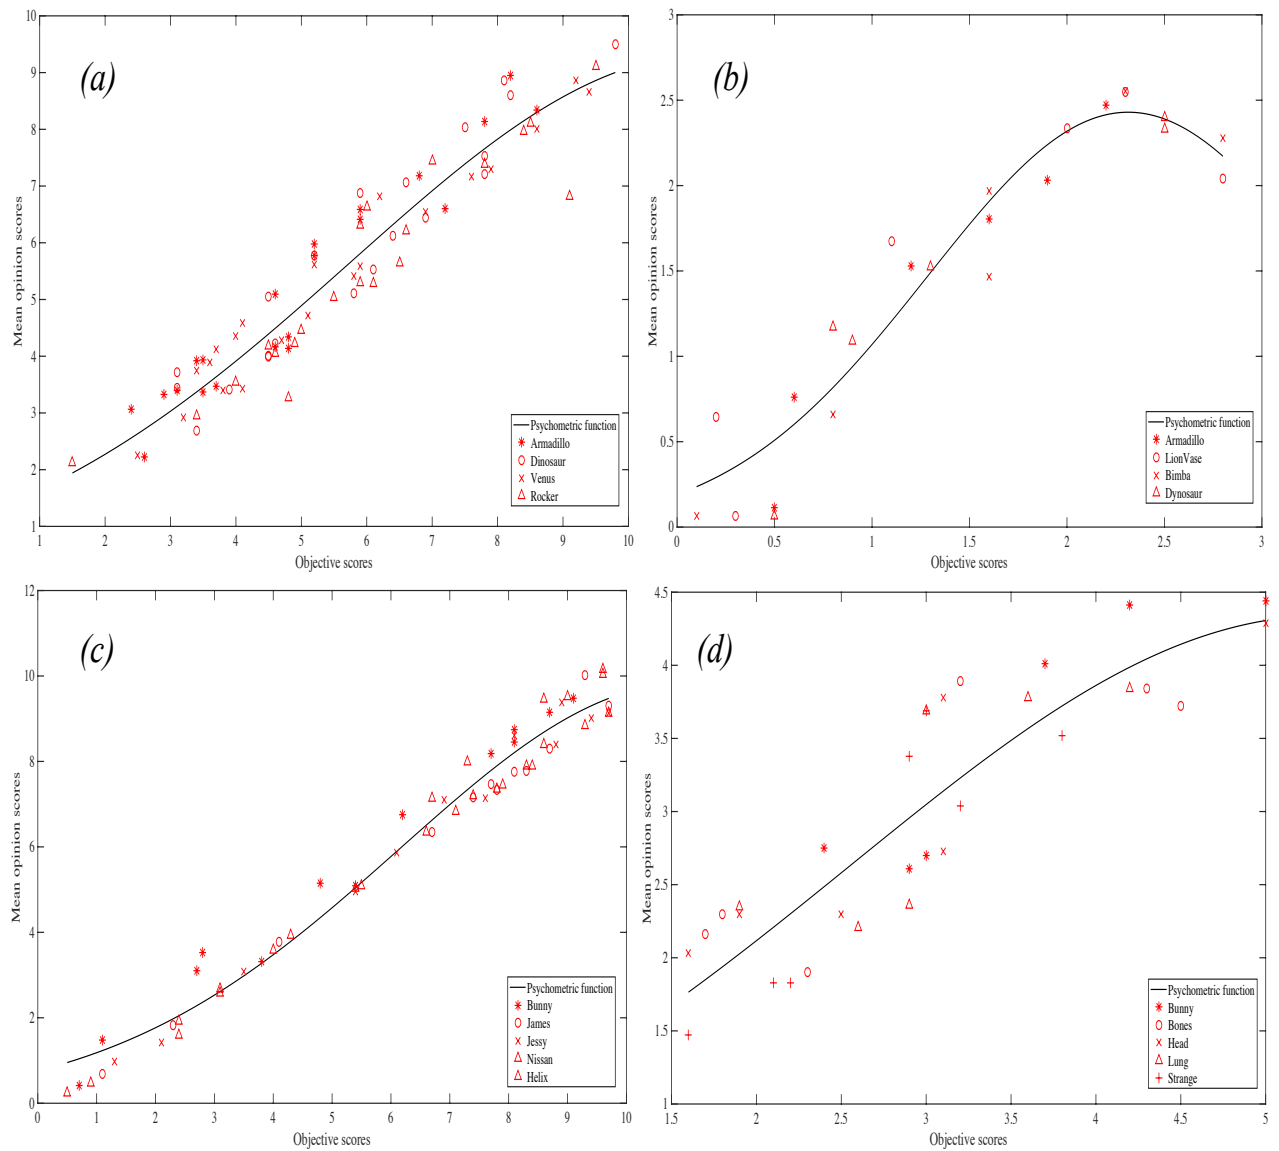 (a)
10
9
8
7
6
5
4
3
2
1
Mean opinion scores
1 2 3 4 5 6 7 8 9 10
Objective scores
Psychometric function
Armadillo
Dinosaur
Venus
Rocker
(b)
3
2.5
2
1.5
1
0.5
0
Mean opinion scores
0 0.5 1 1.5 2 2.5 3
Objective scores
Psychometric function
Armadillo
LionVase
Bimba
Dynosaur
(c)
12
10
8
6
4
2
0
Mean opinion scores
0 1 2 3 4 5 6 7 8 9 10
Objective scores
Psychometric function
Bunny
James
Jessy
Nissan
Helix
(d)
4.5
4
3.5
3
2.5
2
1.5
1
Mean opinion scores
1.5 2 2.5 3 3.5 4 4.5 5
Objective scores
Psychometric function
Bunny
Bones
Head
Lung
Strange